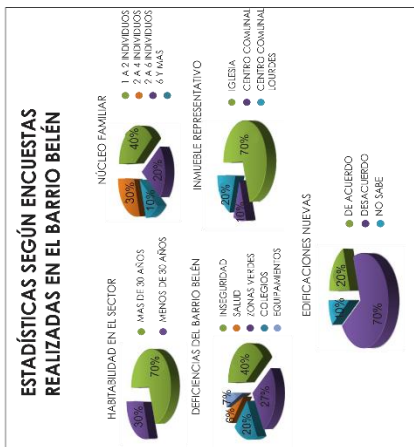 ESTADÍSTICAS SEGÚN ENCUESTAS
REALIZADAS EN EL BARRIO BELÉN
HABITABILIDAD EN EL SECTOR
30%
70%
MAS DE 30 AÑOS
MENOS DE 30 AÑOS
NÚCLEO FAMILIAR
30%
40%
10%
20%
1 A 2 INDIVIDUOS
2 A 4 INDIVIDUOS
2 A 6 INDIVIDUOS
6 Y MAS
DEFICIENCIAS DEL BARRIO BELÉN
6%
7%
40%
20%
27%
INSEGURIDAD
SALUD
ZONAS VERDES
COLEGIOS
EQUIPAMIENTOS
INMUEBLE REPRESENTATIVO
20%
10%
70%
IGLESIA
CENTRO COMUNAL
CENTRO COMUNAL
LOURDES
EDIFICACIONES NUEVAS
10%
20%
70%
DE ACUERDO
DESACUERDO
NO SABE